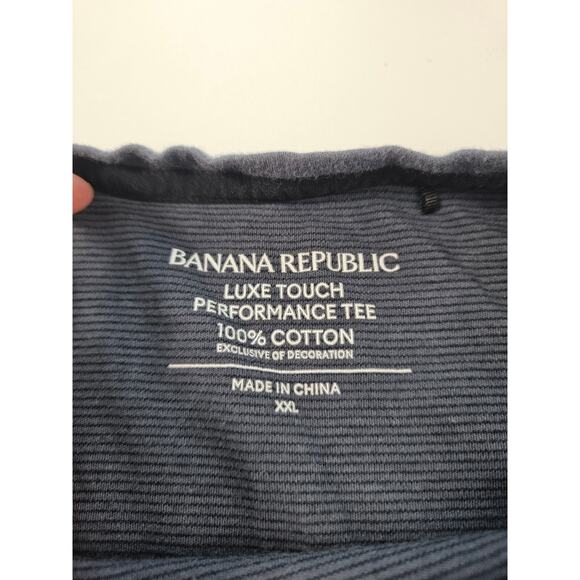 BANANA REPUBLIC
LUXE TOUCH
PERFORMANCE TEE
100% COTTON
EXCLUSIVE OF DECORATION
MADE IN CHINA
XXL